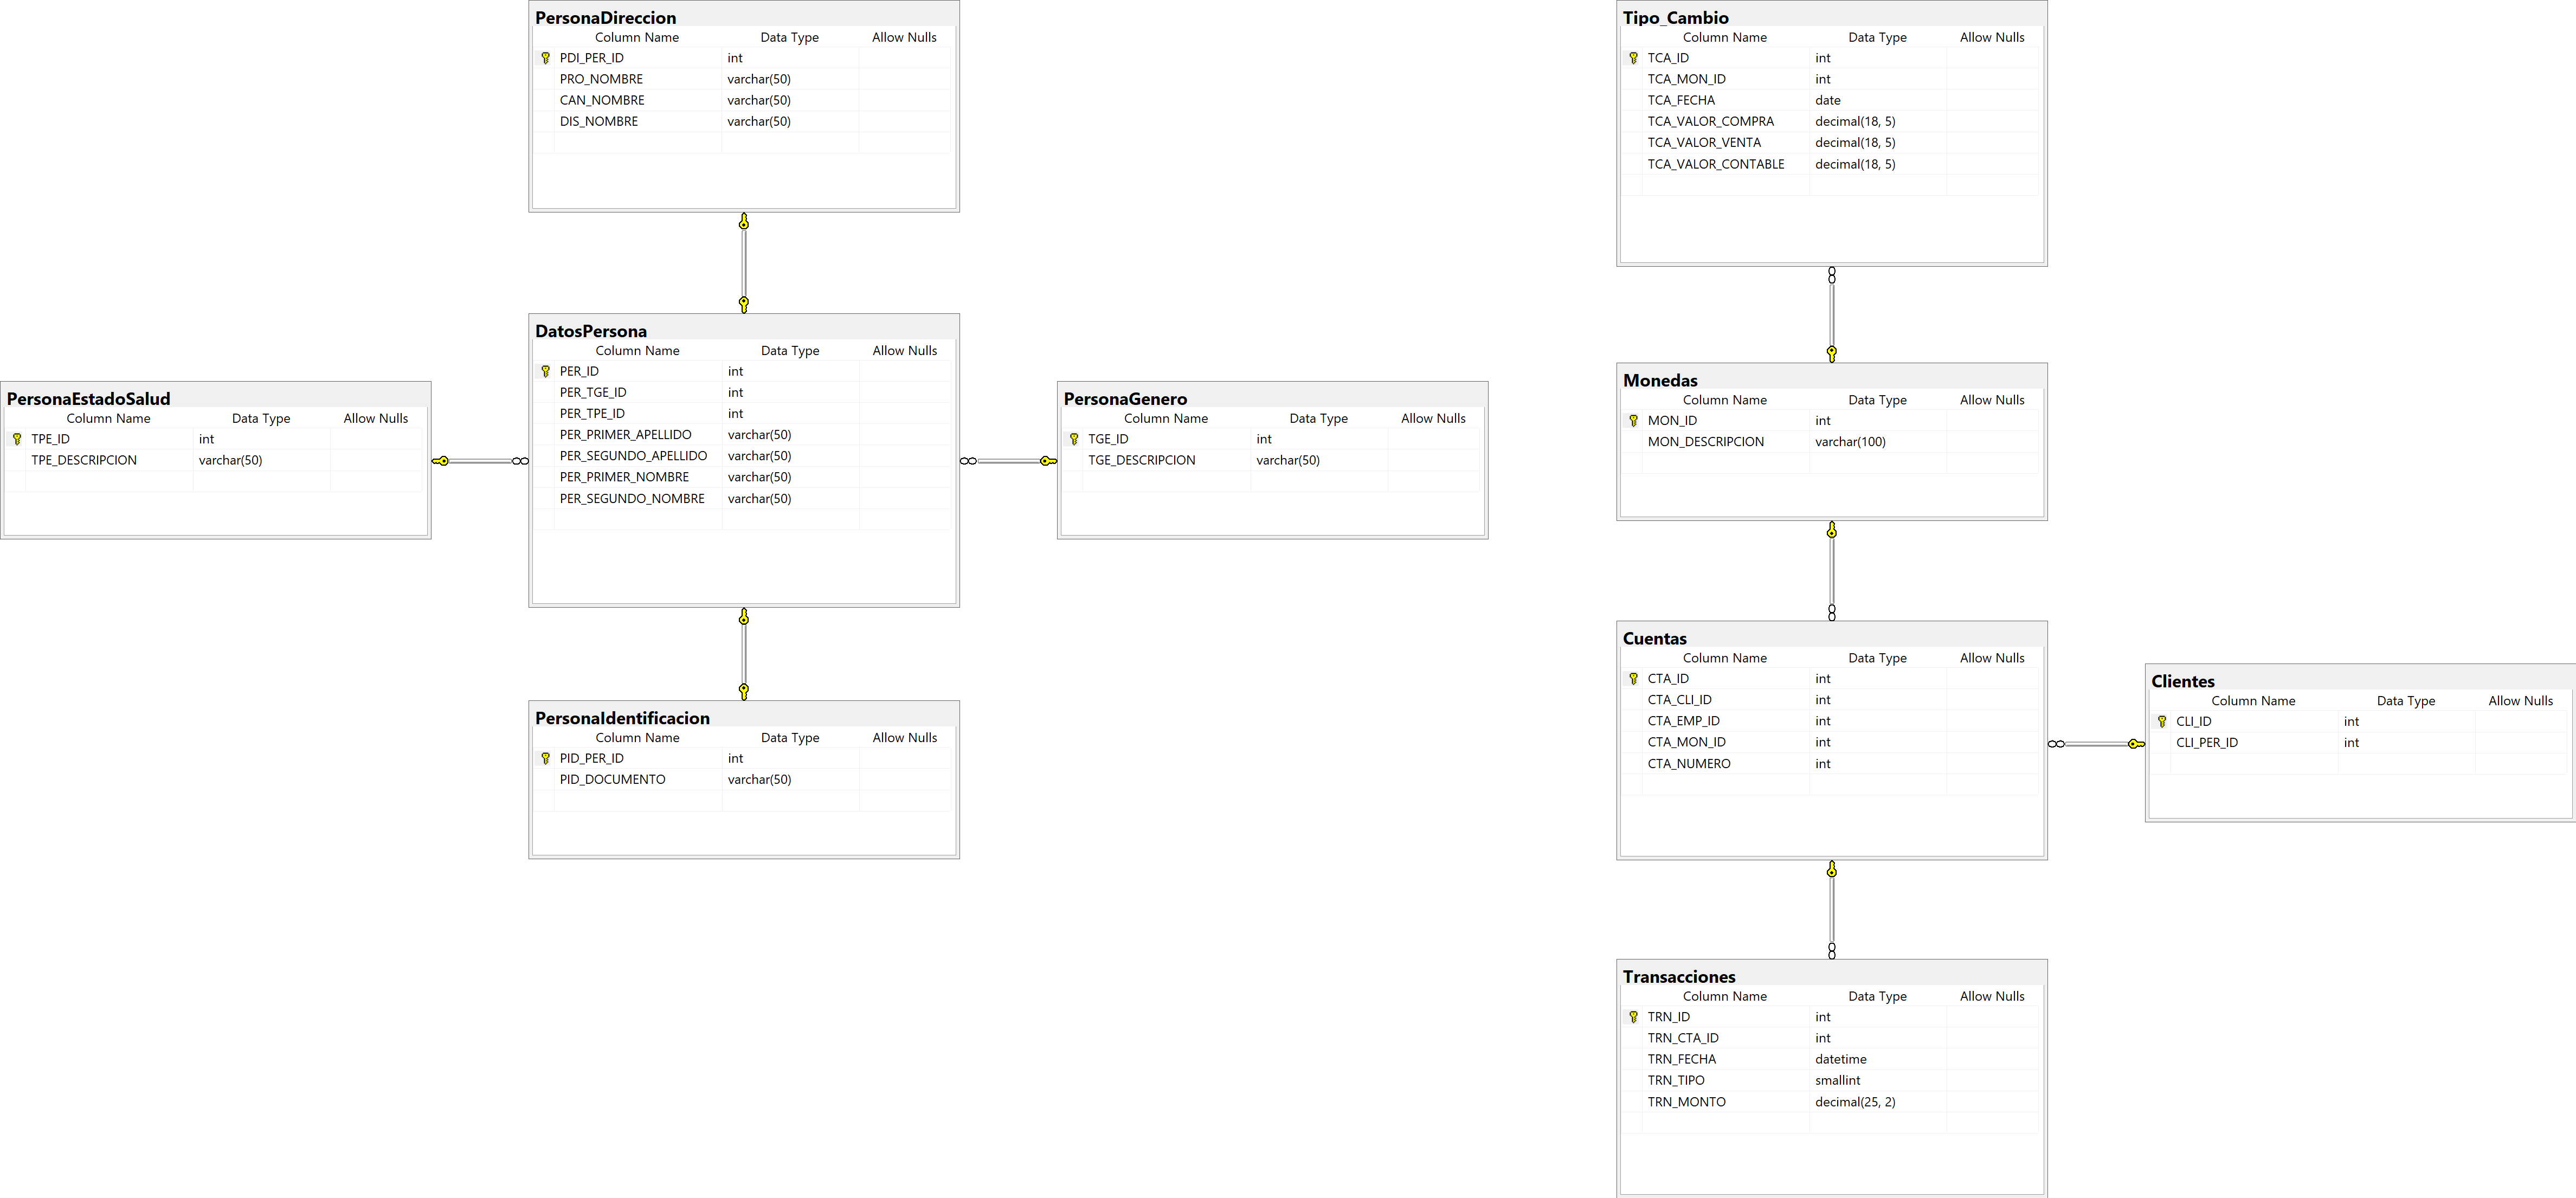 PersonaDireccion
Column Name Data Type Allow Nulls
PDI_PER_ID int
PRO_NOMBRE varchar(50)
CAN_NOMBRE varchar(50)
DIS_NOMBRE varchar(50)
PersonaEstadoSalud
Column Name Data Type Allow Nulls
TPE_ID int
TPE_DESCRIPCION varchar(50)
DatosPersona
Column Name Data Type Allow Nulls
PER_ID int
PER_TGE_ID int
PER_TPE_ID int
PER_PRIMER_APELLIDO varchar(50)
PER_SEGUNDO_APELLIDO varchar(50)
PER_PRIMER_NOMBRE varchar(50)
PER_SEGUNDO_NOMBRE varchar(50)
PersonaGenero
Column Name Data Type Allow Nulls
TGE_ID int
TGE_DESCRIPCION varchar(50)
PersonaIdentificacion
Column Name Data Type Allow Nulls
PID_PER_ID int
PID_DOCUMENTO varchar(50)
Tipo_Cambio
Column Name Data Type Allow Nulls
TCA_ID int
TCA_MON_ID int
TCA_FECHA date
TCA_VALOR_COMPRA decimal(18, 5)
TCA_VALOR_VENTA decimal(18, 5)
TCA_VALOR_CONTABLE decimal(18, 5)
Monedas
Column Name Data Type Allow Nulls
MON_ID int
MON_DESCRIPCION varchar(100)
Cuentas
Column Name Data Type Allow Nulls
CTA_ID int
CTA_CLI_ID int
CTA_EMP_ID int
CTA_MON_ID int
CTA_NUMERO int
Clientes
Column Name Data Type Allow Nulls
CLI_ID int
CLI_PER_ID int
Transacciones
Column Name Data Type Allow Nulls
TRN_ID int
TRN_CTA_ID int
TRN_FECHA datetime
TRN_TIPO smallint
TRN_MONTO decimal(25, 2)